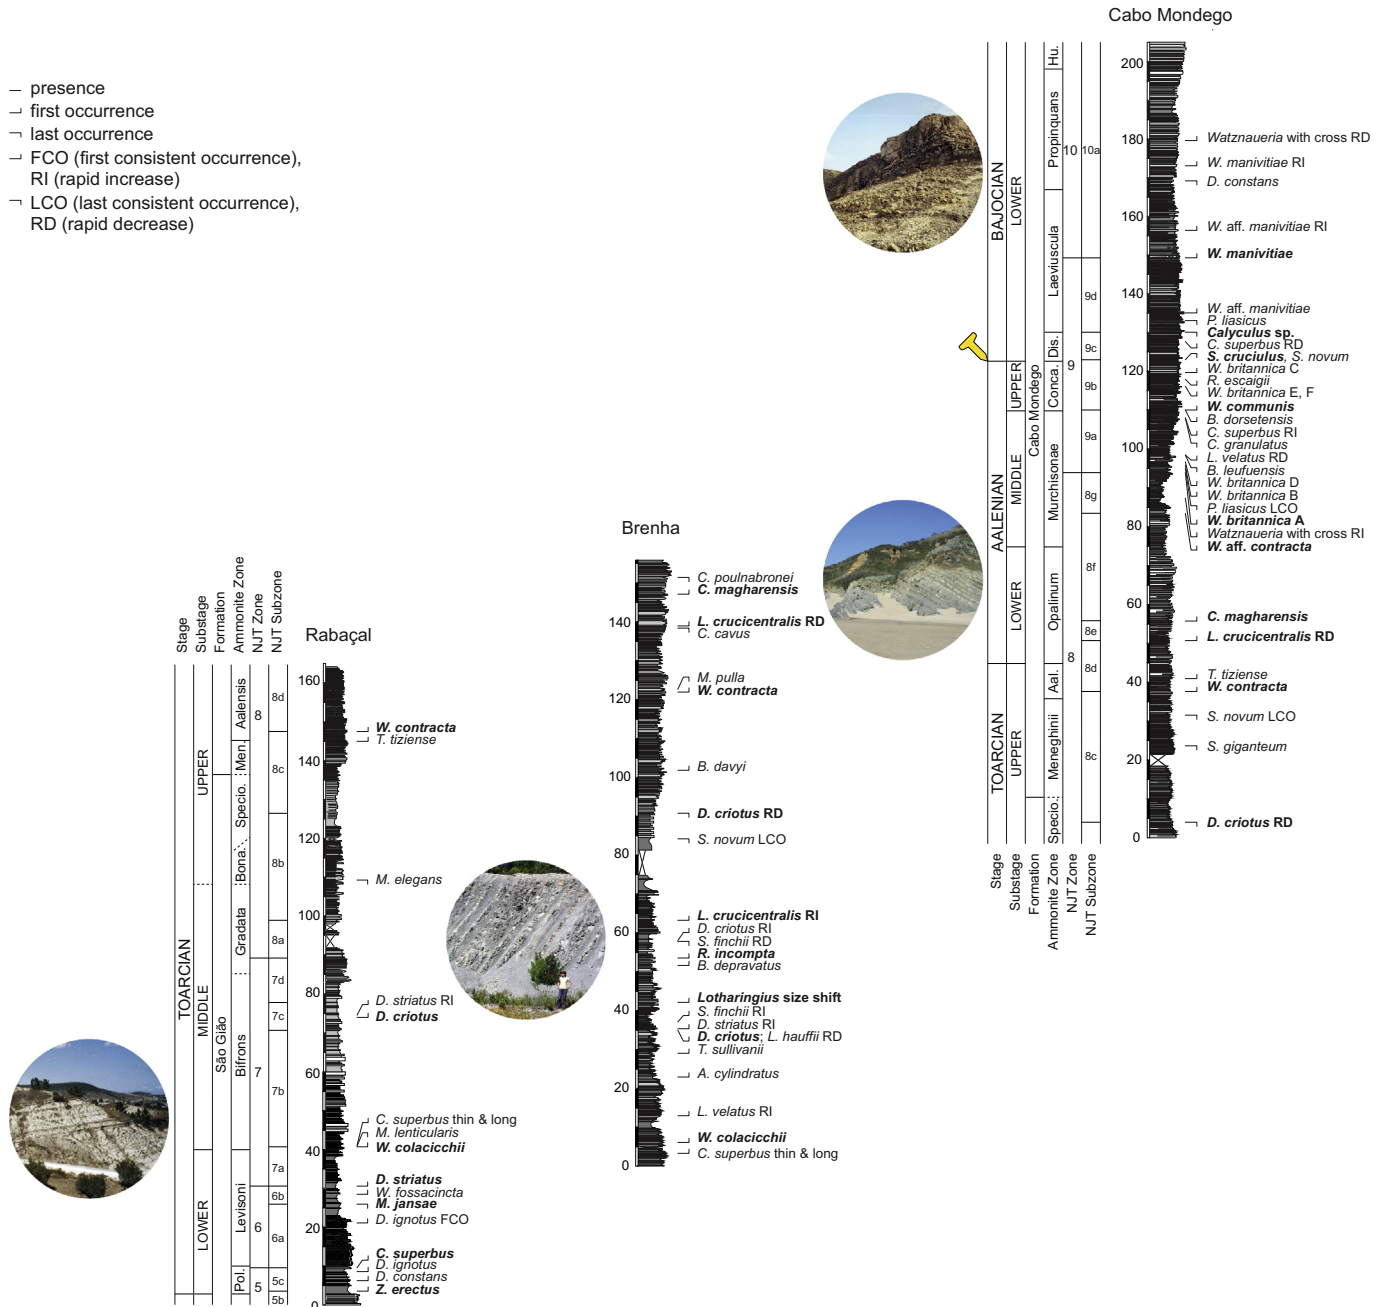 Cabo Mondego
presence
first occurrence
last occurrence
FCO (first consistent occurrence),
RI (rapid increase)
LCO (last consistent occurrence),
RD (rapid decrease)
BAJOCIAN
AALENIAN
TOARCIAN
LOWER
UPPER
MIDDLE
LOWER
UPPER
Cabo Mondego
Hu.
Propinquans
Laeviuscula
Dis.
Conca.
Murchisonae
Opalinum
Aal.
Meneghinii
Specio.
10
9
8
10a
9d
9c
9b
9a
8g
8f
8e
8d
8c
Stage
Substage
Formation
Ammonite Zone
NJT Zone
NJT Subzone
200
180
160
140
120
100
80
60
40
20
0
Watznaueria with cross RD
W. manivitiae RI
D. constans
W. aff. manivitiae RI
W. manivitiae
W. aff. manivitiae
P. liasicus
Calyculus sp.
C. superbus RD
S. cruciulus, S. novum
W. britannica C
R. escaigii
W. britannica E, F
W. communis
B. dorsetensis
C. superbus RI
C. granulatus
L. velatus RD
B. leufuensis
W. britannica D
W. britannica B
P. liasicus LCO
W. britannica A
Watznaueria with cross RI
W. aff. contracta
C. magharensis
L. crucicentralis RD
T. tiziense
W. contracta
S. novum LCO
S. giganteum
D. criotus RD
Brenha
140
120
100
80
60
40
20
0
C. poulnabronei
C. magharensis
L. crucicentralis RD
C. cavus
M. pulla
W. contracta
B. davyi
D. criotus RD
S. novum LCO
L. crucicentralis RI
D. criotus RI
S. finchii RD
R. incompta
B. depravatus
Lotharingius size shift
S. finchii RI
D. striatus RI
D. criotus; L. hauffii RD
T. sullivanii
A. cylindratus
L. velatus RI
W. colacicchii
C. superbus thin & long
Stage
Substage
Formation
Ammonite Zone
NJT Zone
NJT Subzone
Rabaçal
TOARCIAN
UPPER
MIDDLE
LOWER
São Gião
Aalensis
Men.
Specio.
Bona.
Gradata
Bifrons
Levisoni
Pol.
8
7
6
5
8d
8c
8b
8a
7d
7c
7b
7a
6b
6a
5c
5b
160
140
120
100
80
60
40
20
0
W. contracta
T. tiziense
M. elegans
D. striatus RI
D. criotus
C. superbus thin & long
M. lenticularis
W. colacicchii
D. striatus
W. fossacincta
M. jansae
D. ignotus FCO
C. superbus
D. ignotus
D. constans
Z. erectus